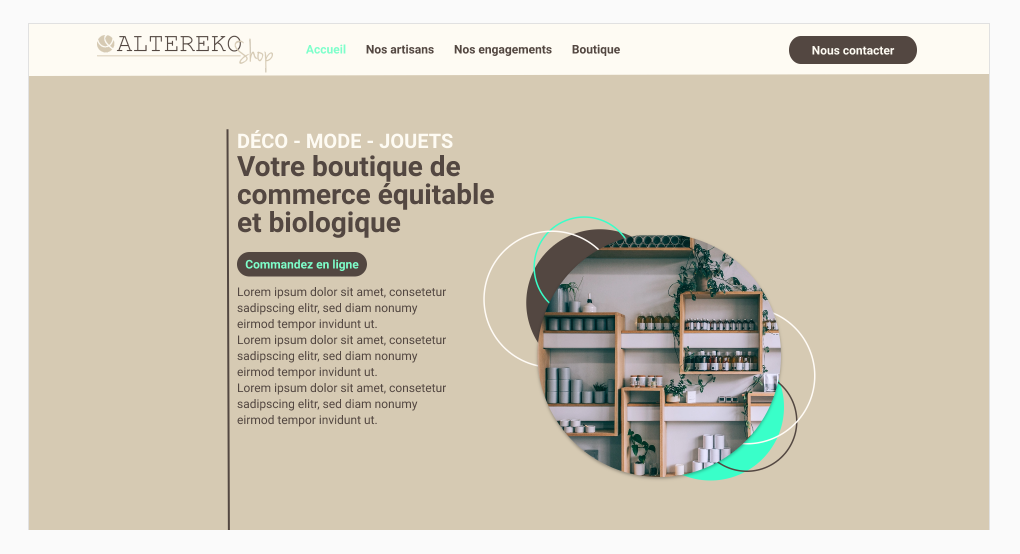 ALTEREKO
Shop
Accueil
Nos artisans
Nos engagements
Boutique
Nous contacter
DÉCO - MODE - JOUETS
Votre boutique de
commerce équitable
et biologique
Commandez en ligne
Lorem ipsum dolor sit amet, consetetur
sadipscing elitr, sed diam nonumy
eirmod tempor invidunt ut.
Lorem ipsum dolor sit amet, consetetur
sadipscing elitr, sed diam nonumy
eirmod tempor invidunt ut.
Lorem ipsum dolor sit amet, consetetur
sadipscing elitr, sed diam nonumy
eirmod tempor invidunt ut.